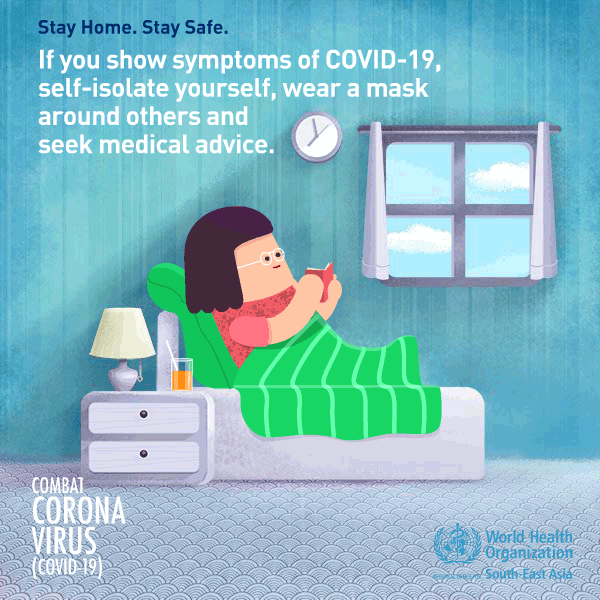 Stay Home. Stay Safe.
If you show symptoms of COVID-19,
self-isolate yourself, wear a mask
around others and
seek medical advice.
COMBAT
CORONA
VIRUS
(COVID-19)
World Health
Organization
South-East Asia